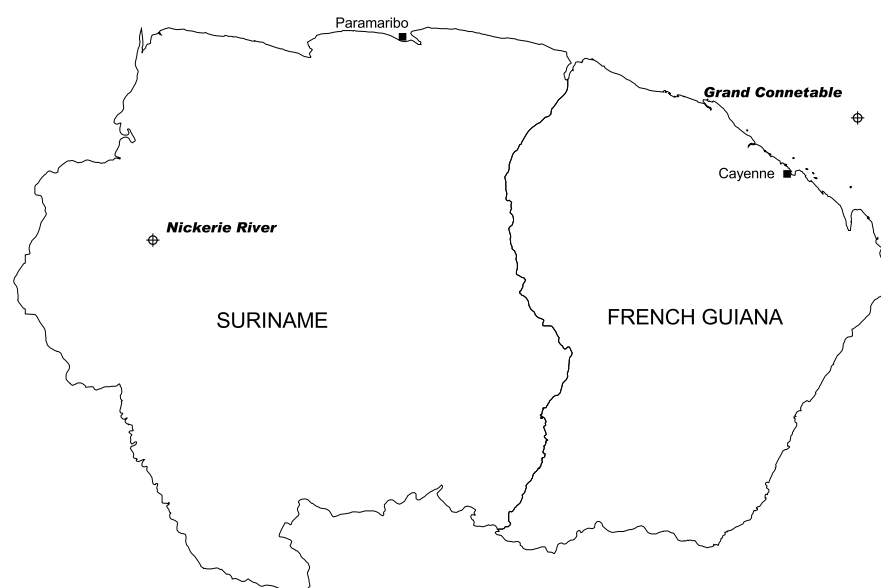 Paramaribo
Grand Connetable
Cayenne
Nickerie River
SURINAME
FRENCH GUIANA